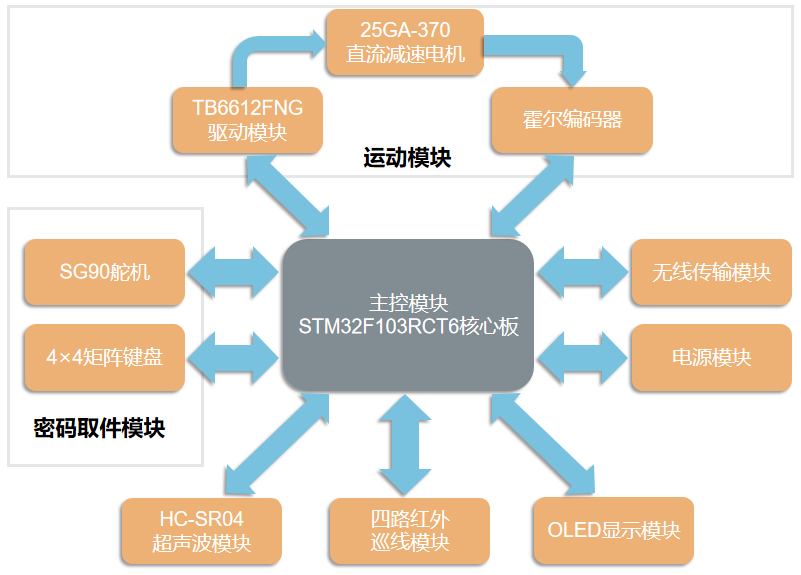 25GA-370
直流减速电机
TB6612FNG
驱动模块
霍尔编码器
运动模块
SG90舵机
4×4矩阵键盘
密码取件模块
主控模块
STM32F103RCT6核心板
无线传输模块
电源模块
HC-SR04
超声波模块
四路红外
巡线模块
OLED显示模块